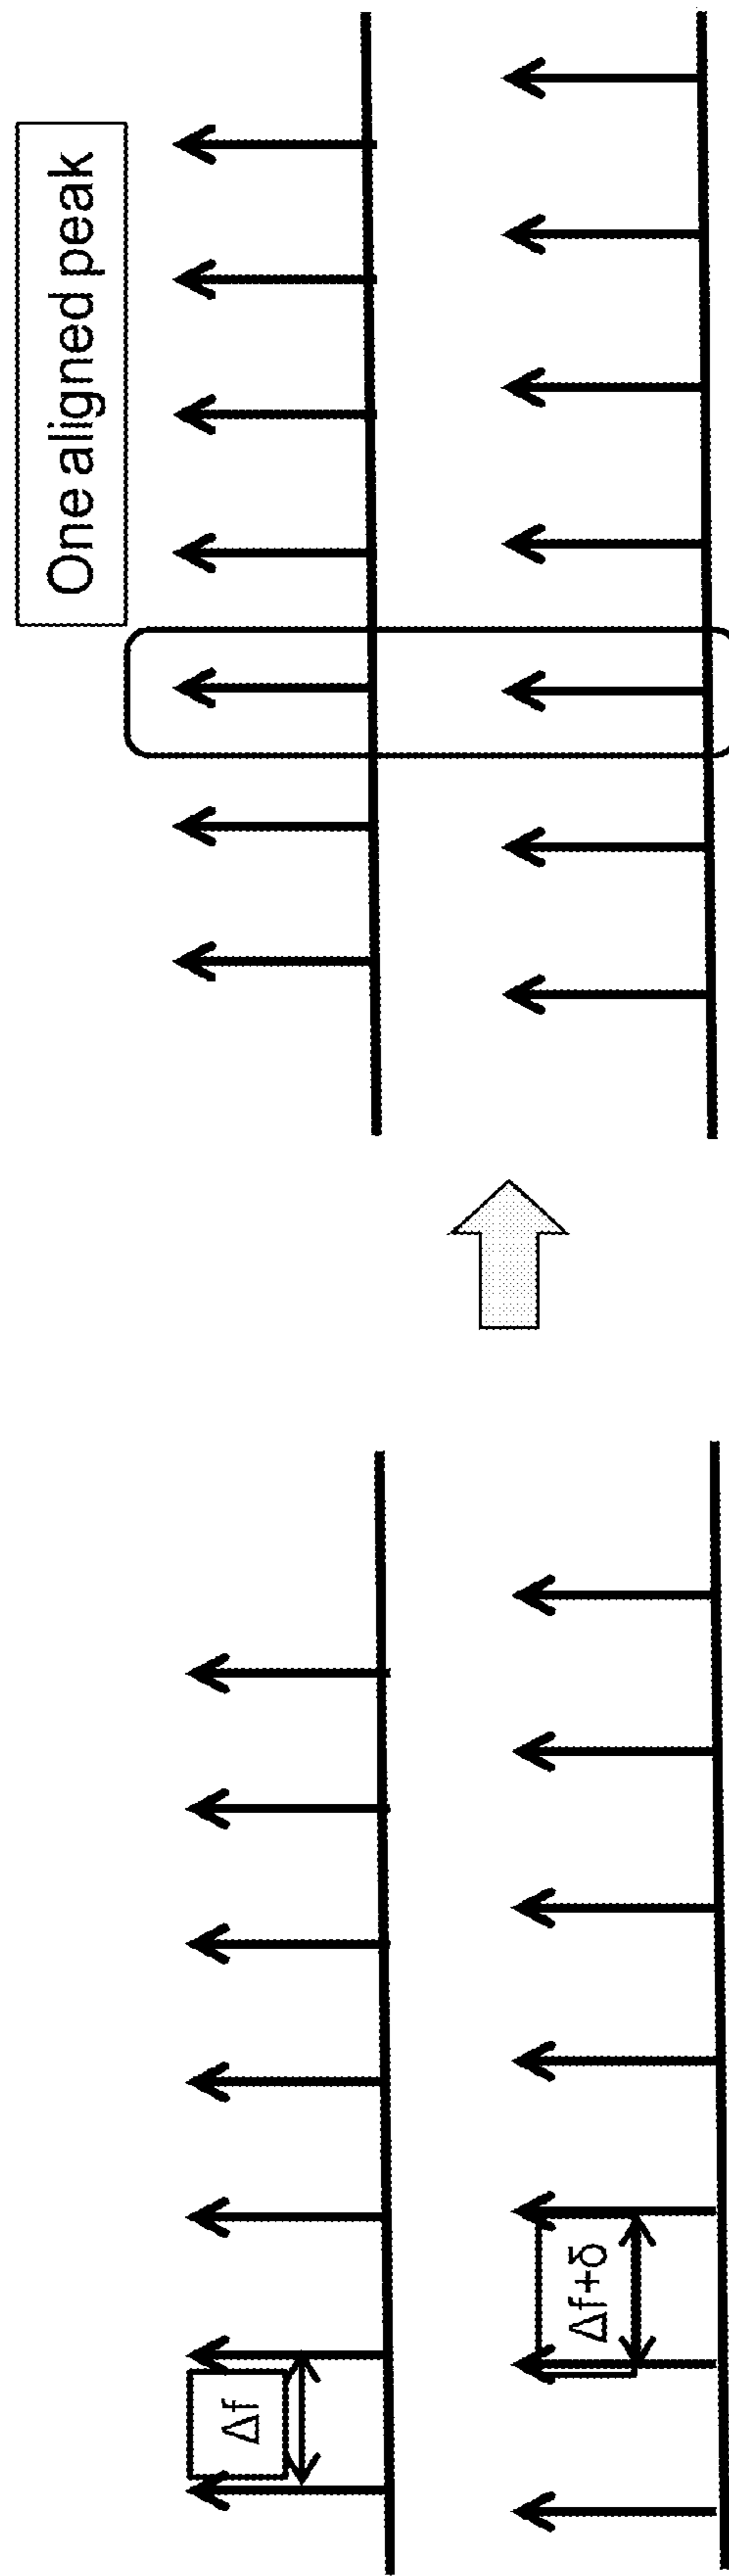 Δf
Δf+δ
One aligned peak